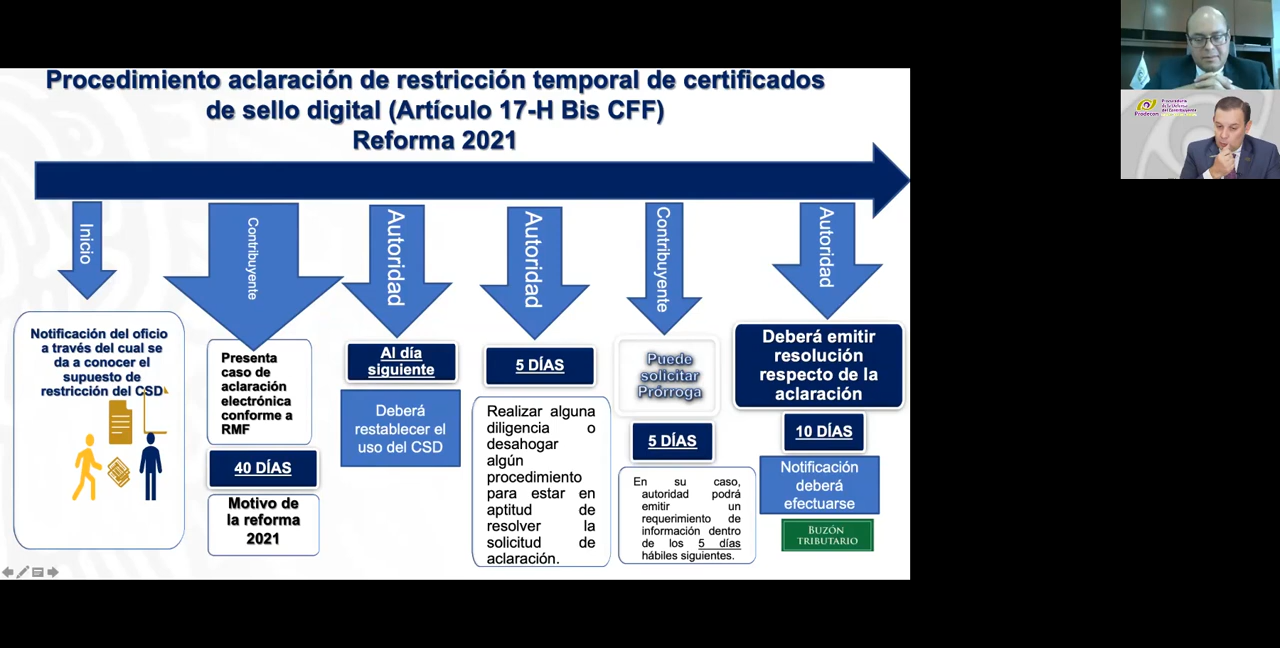 Procedimiento aclaración de restricción temporal de certificados
de sello digital (Artículo 17-H Bis CFF)
Reforma 2021
Inicio
Notificación del oficio
a través del cual se
da a conocer el
supuesto de
restricción del CSD
Contribuyente
Presenta
caso de
aclaración
electrónica
conforme a
RMF
40 DÍAS
Motivo de
la reforma
2021
Autoridad
Al día
siguiente
Deberá
restablecer el
uso del CSD
Autoridad
5 DÍAS
Realizar alguna
diligencia o
desahogar
algún
procedimiento
para estar en
aptitud de
resolver la
solicitud de
aclaración.
Contribuyente
Puede
solicitar
Prórroga
5 DÍAS
En su caso,
autoridad podrá
emitir un
requerimiento de
información dentro
de los 5 días
hábiles siguientes.
Autoridad
Deberá emitir
resolución
respecto de la
aclaración
10 DÍAS
Notificación
deberá
efectuarse
BUZÓN
TRIBUTARIO
Prodecon
Procuraduría
de la Defensa
del Contribuyente